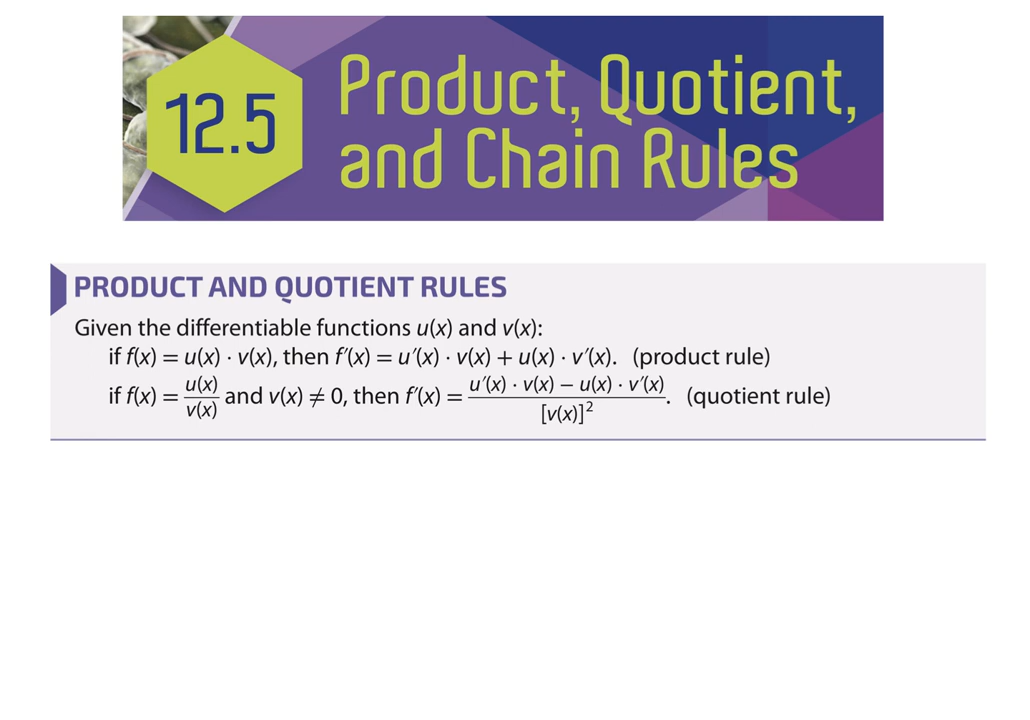 12.5
Product, Quotient,
and Chain Rules
PRODUCT AND QUOTIENT RULES
Given the differentiable functions u(x) and v(x):
if f(x) = u(x) · v(x), then f′(x) = u′(x) · v(x) + u(x) · v′(x). (product rule)
if f(x) = u(x)/v(x) and v(x) ≠ 0, then f′(x) = u′(x) · v(x) − u(x) · v′(x)/[v(x)]². (quotient rule)